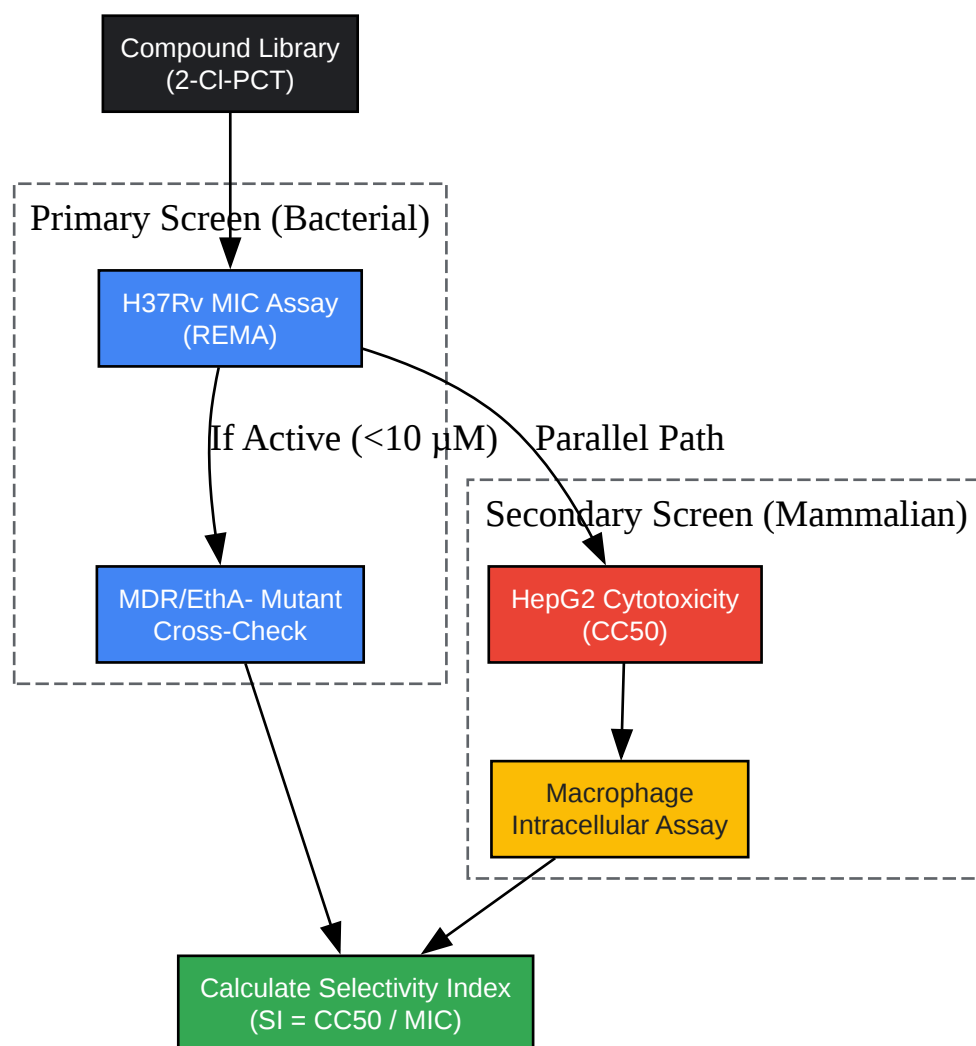 Compound Library
(2-Cl-PCT)
Primary Screen (Bacterial)
H37Rv MIC Assay
(REMA)
If Active (<10 µM)
Parallel Path
Secondary Screen (Mammalian)
MDR/EthA- Mutant
Cross-Check
HepG2 Cytotoxicity
(CC50)
Macrophage
Intracellular Assay
Calculate Selectivity Index
(SI = CC50 / MIC)